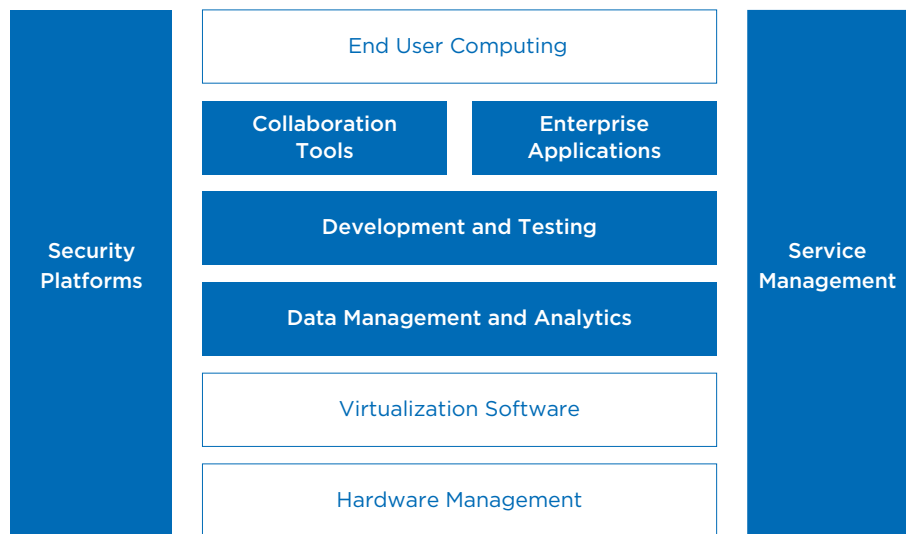 End User Computing
Collaboration
Tools
Enterprise
Applications
Development and Testing
Security
Platforms
Service
Management
Data Management and Analytics
Virtualization Software
Hardware Management